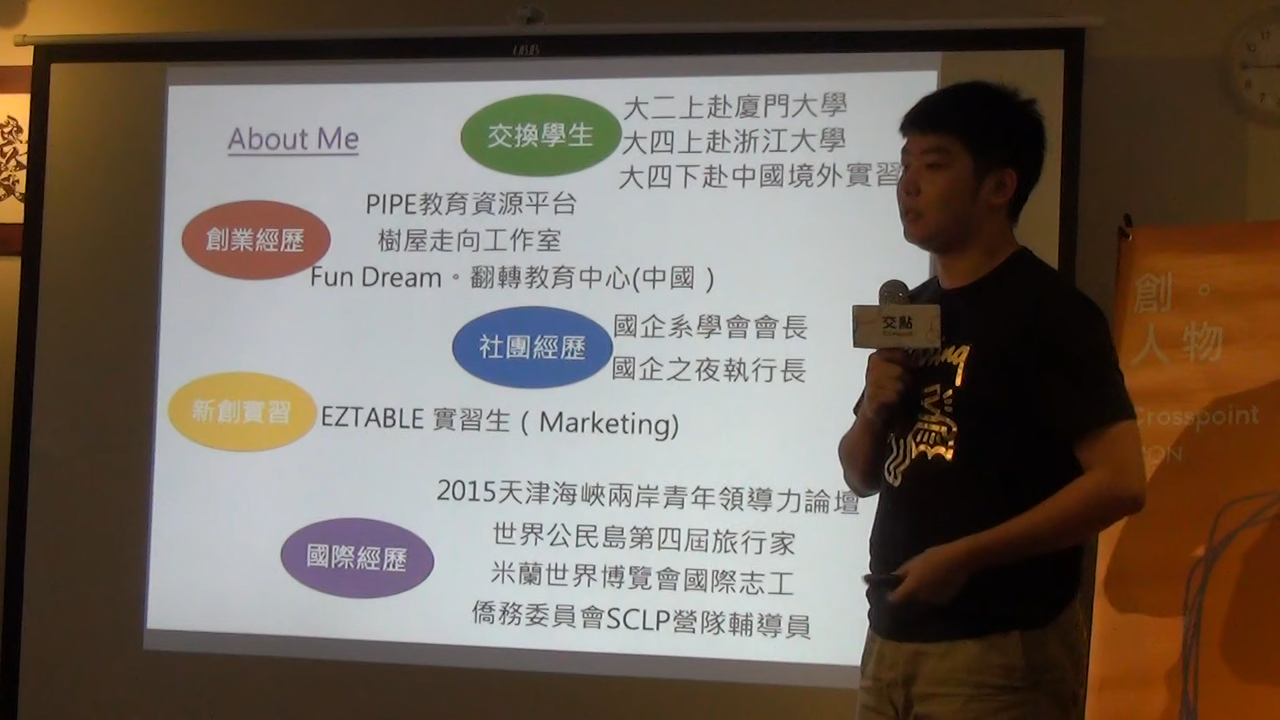 About Me
交換學生
大二上赴廈門大學
大四上赴浙江大學
大四下赴中國境外實習
創業經歷
PIPE教育資源平台
樹屋走向工作室
Fun Dream。翻轉教育中心(中國)
社團經歷
國企系學會會長
國企之夜執行長
新創實習
EZTABLE 實習生 ( Marketing)
國際經歷
2015天津海峽兩岸青年領導力論壇
世界公民島第四屆旅行家
米蘭世界博覽會國際志工
僑務委員會SCLP營隊輔導員
交點
創。
人物
Crosspoint